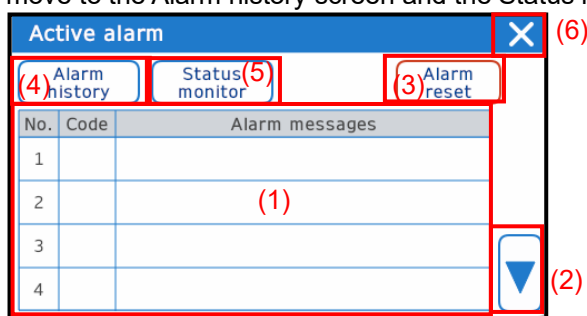 move to the Alarm history screen and the Status
Active alarm
(6)
(4) Alarm history
Status monitor (5)
(3) Alarm reset
No. Code Alarm messages
1
2
(1)
3
4
(2)